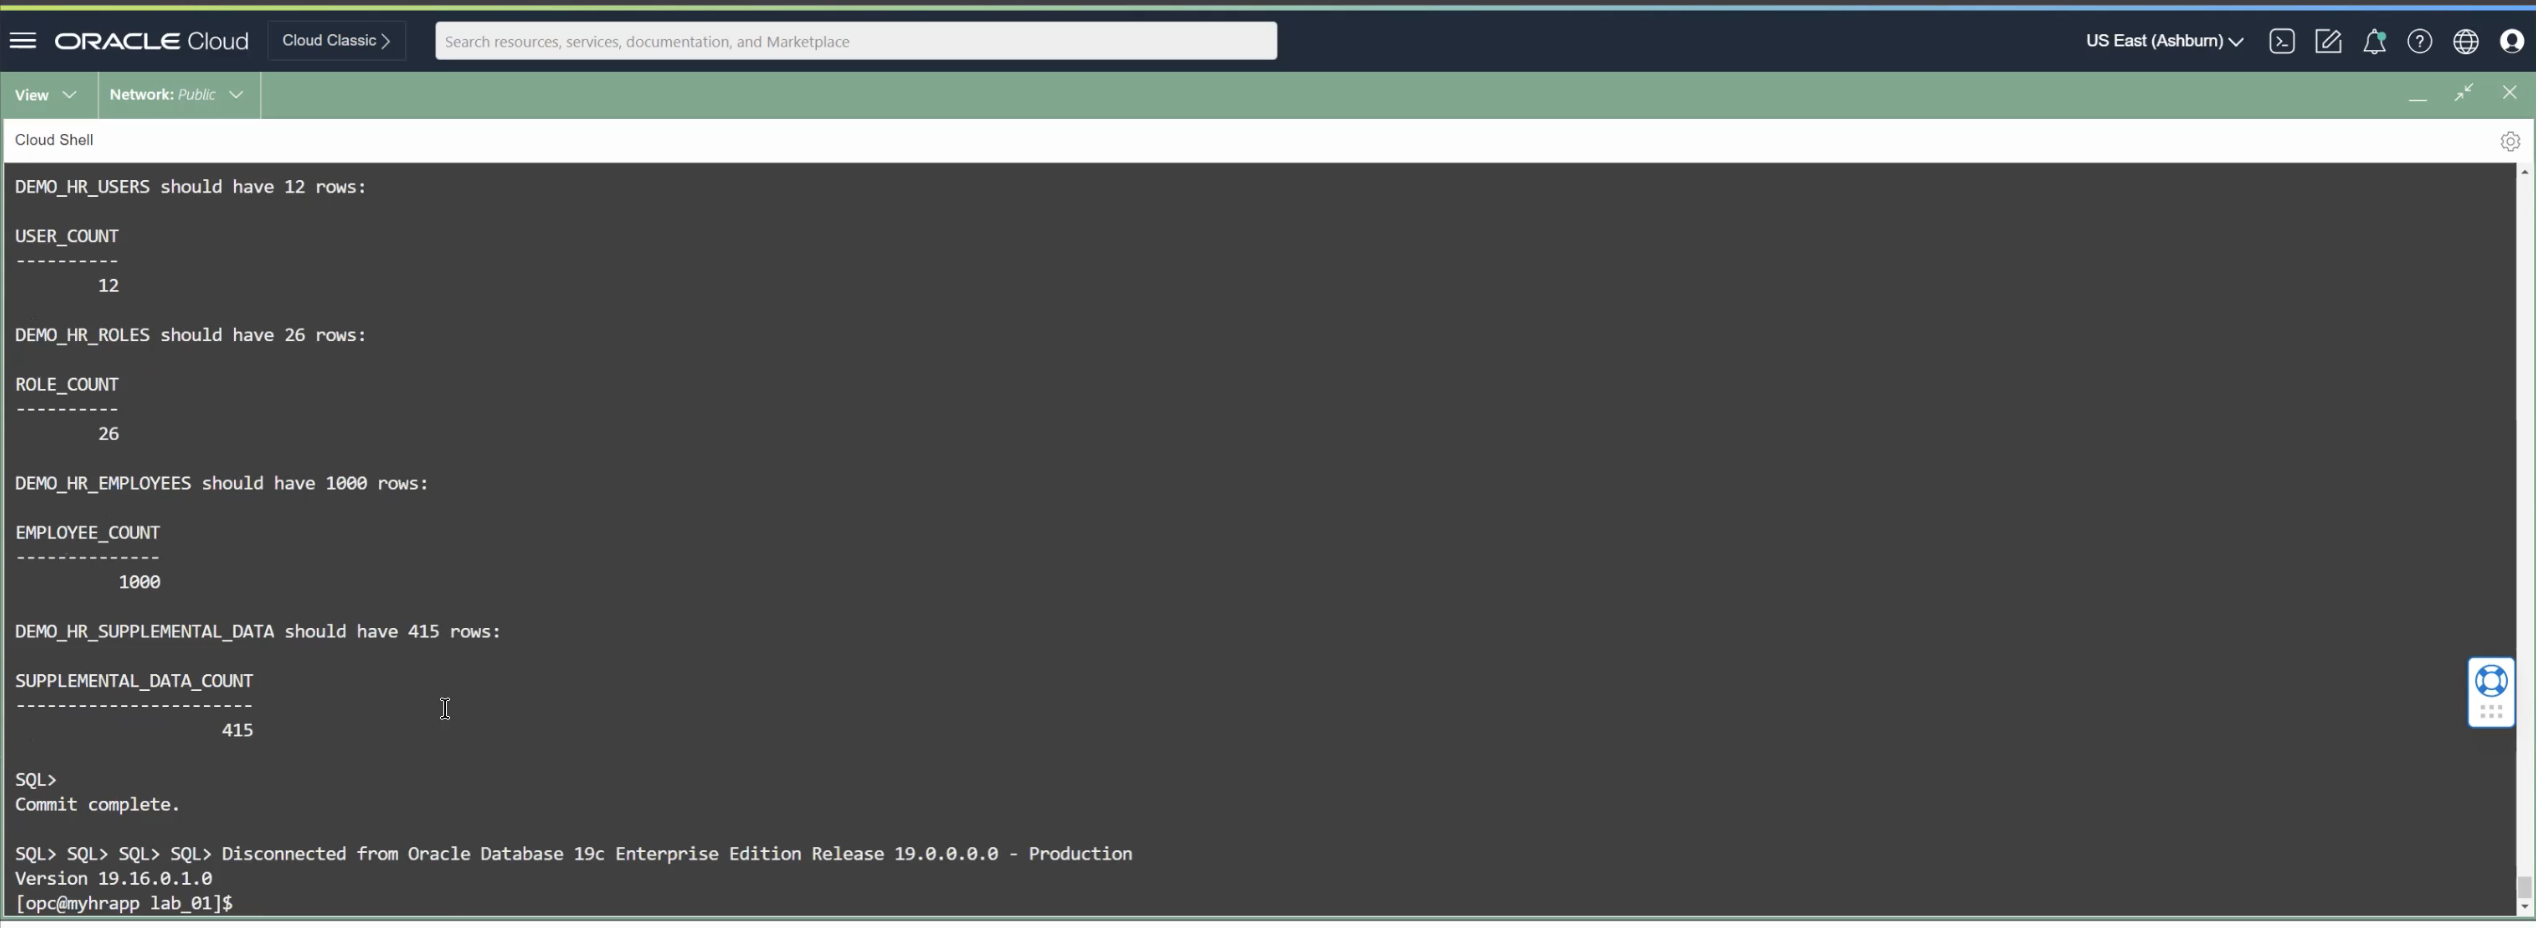 ORACLE Cloud
Cloud Classic >
Search resources, services, documentation, and Marketplace
US East (Ashburn)
View
Network: Public
Cloud Shell
DEMO_HR_USERS should have 12 rows:
USER_COUNT
----------
12
DEMO_HR_ROLES should have 26 rows:
ROLE_COUNT
----------
26
DEMO_HR_EMPLOYEES should have 1000 rows:
EMPLOYEE_COUNT
--------------
1000
DEMO_HR_SUPPLEMENTAL_DATA should have 415 rows:
SUPPLEMENTAL_DATA_COUNT
-----------------------
415
SQL>
Commit complete.
SQL> SQL> SQL> SQL> Disconnected from Oracle Database 19c Enterprise Edition Release 19.0.0.0.0 - Production
Version 19.16.0.1.0
[opc@myhrapp lab_01]$